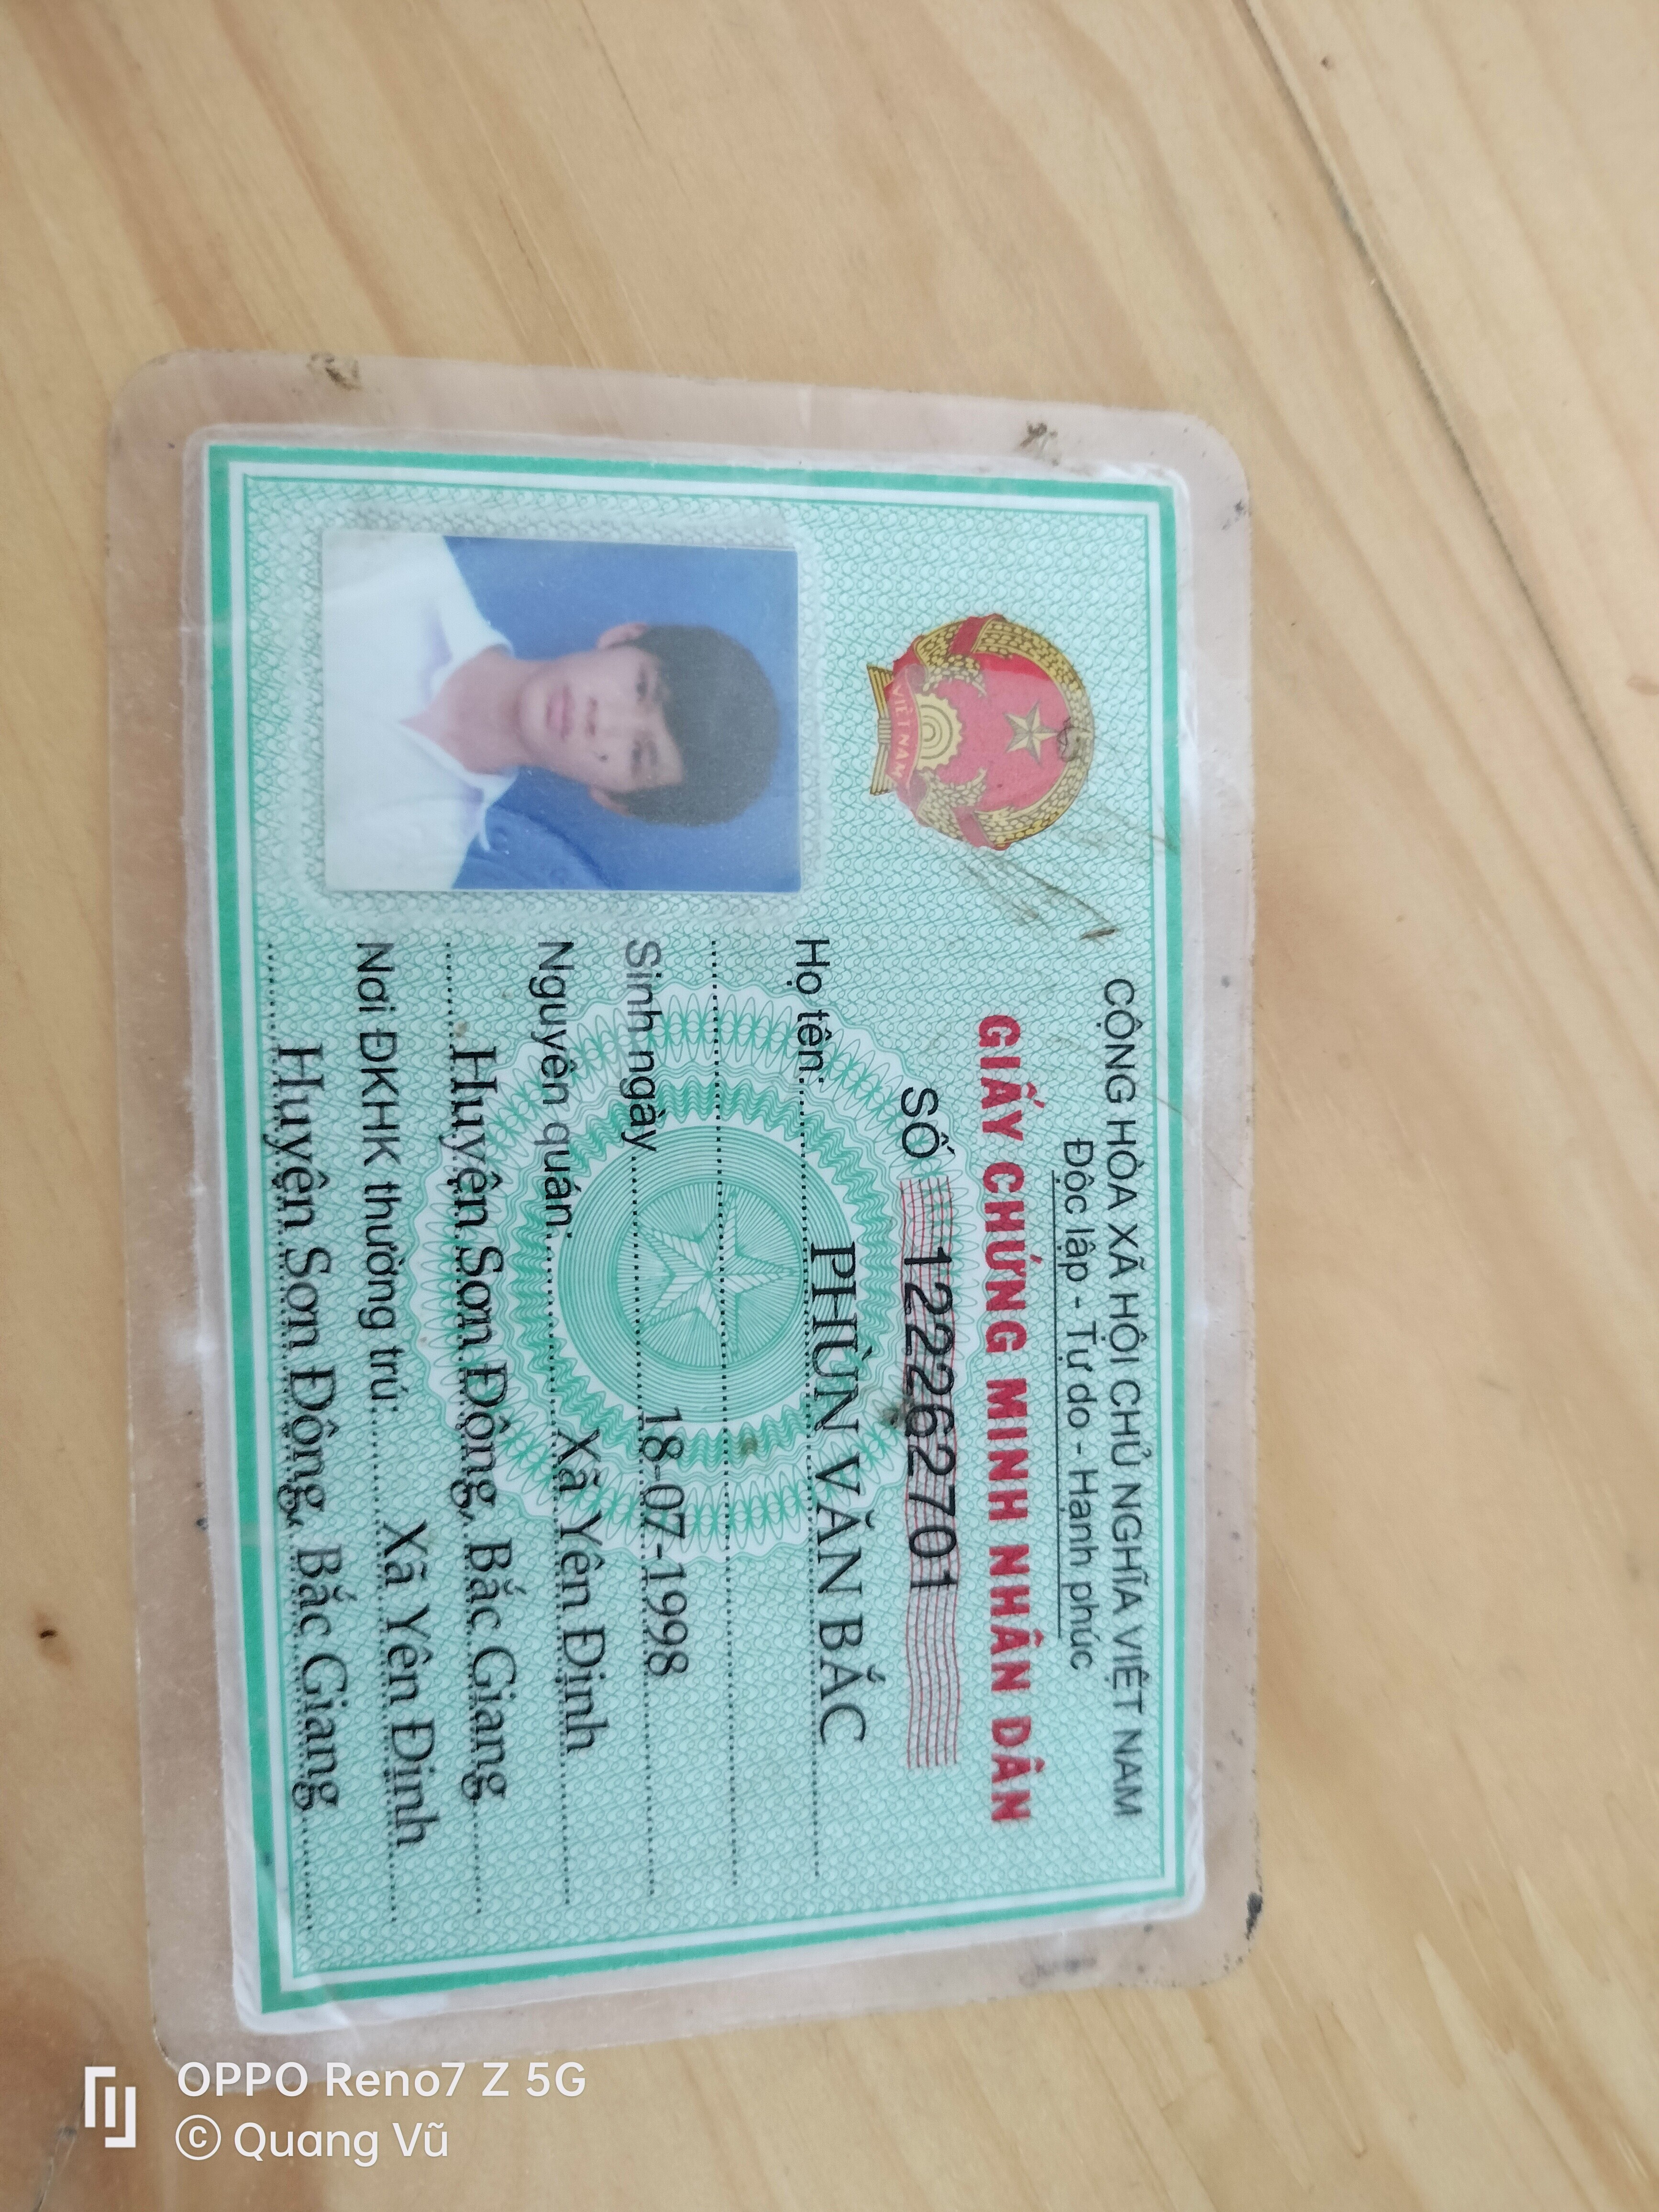 CỘNG HÒA XÃ HỘI CHỦ NGHĨA VIỆT NAM
Độc lập - Tự do - Hạnh phúc
GIẤY CHỨNG MINH NHÂN DÂN
SỐ 122262701
VIỆT NAM
Họ tên: PHÙN VĂN BẮC
Sinh ngày 18-07-1998
Nguyên quán: Xã Yên Định
Huyện Sơn Động, Bắc Giang
Nơi ĐKHK thường trú: Xã Yên Định
Huyện Sơn Động, Bắc Giang
OPPO Reno7 Z 5G
© Quang Vũ